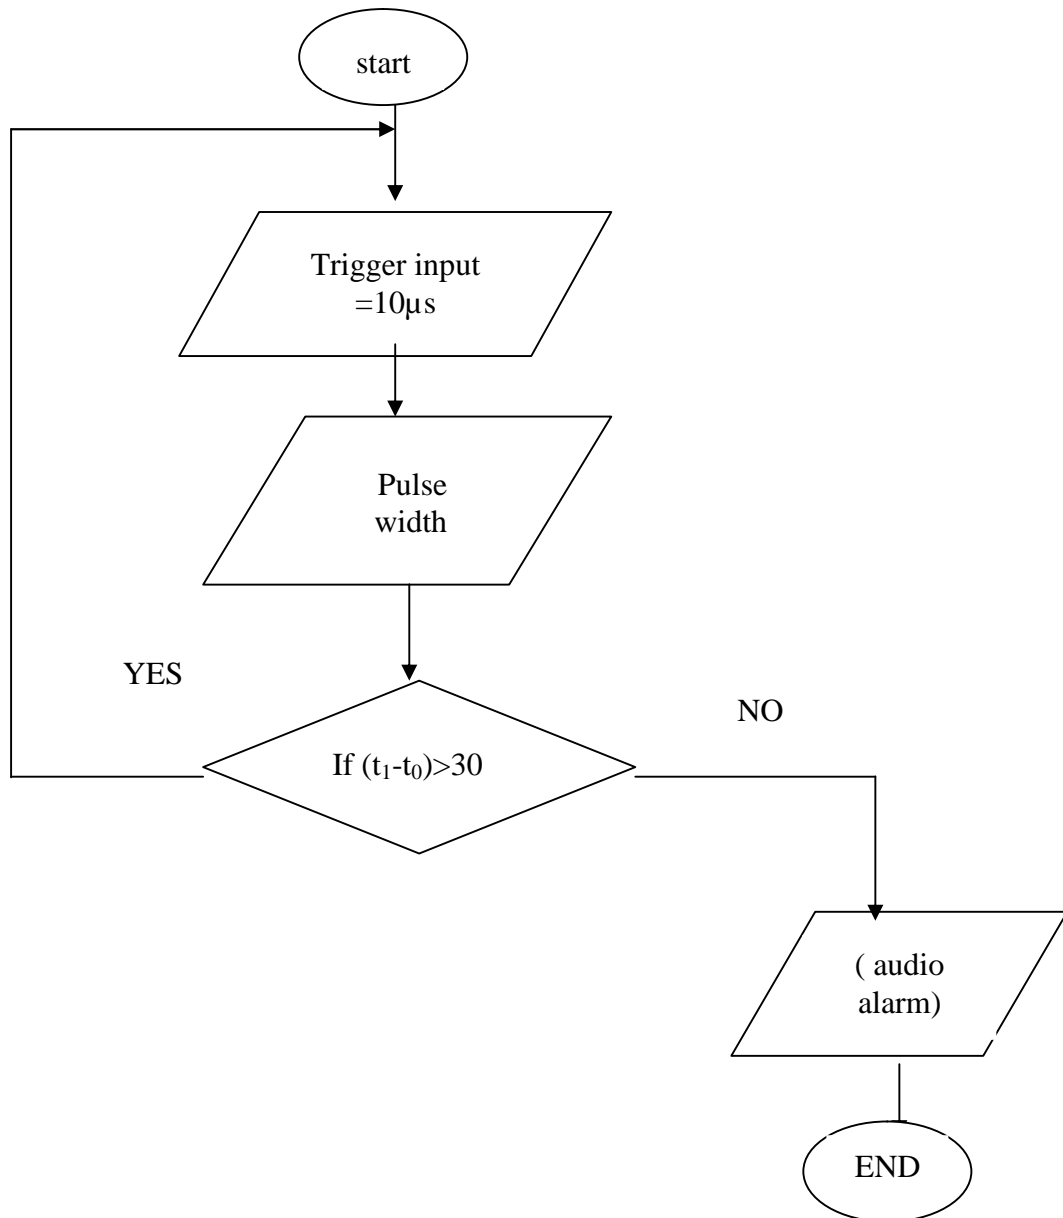 start
Trigger input
=10µs
Pulse
width
YES
NO
If (t₁-t₀)>30
( audio
alarm)
END